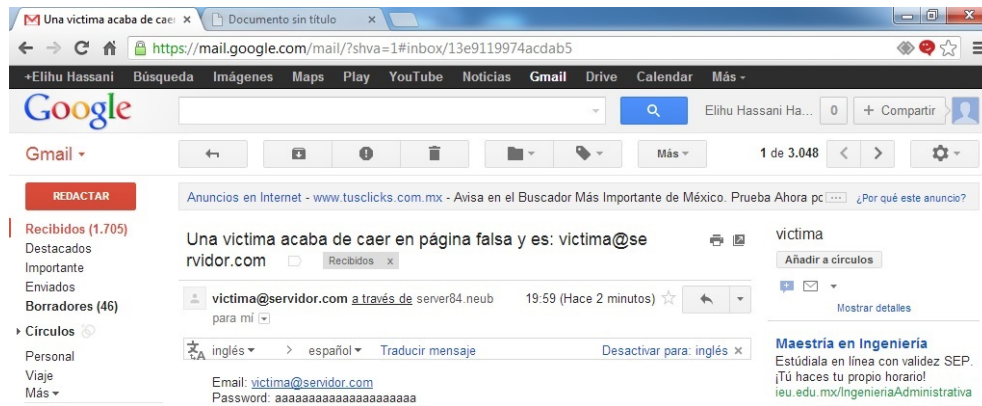 Una victima acaba de cae
Documento sin título
https://mail.google.com/mail/?shva=1#inbox/13e9119974acdab5
+Elihu Hassani Búsqueda Imágenes Maps Play YouTube Noticias Gmail Drive Calendar Más
Google
Elihu Hassani Ha... 0 + Compartir
Gmail
Más
1 de 3.048
REDACTAR
Anuncios en Internet - www.tusclicks.com.mx - Avisa en el Buscador Más Importante de México. Prueba Ahora pc ... ¿Por qué este anuncio?
Recibidos (1.705)
Destacados
Importante
Enviados
Borradores (46)
Círculos
Personal
Viaje
Más
Una victima acaba de caer en página falsa y es: victima@se
rvidor.com Recibidos x
victima@servidor.com a través de server84.neub 19:59 (Hace 2 minutos)
para mí
inglés > español Traducir mensaje Desactivar para: inglés x
Email: victima@servidor.com
Password: aaaaaaaaaaaaaaaaaaaaa
victima
Añadir a círculos
Mostrar detalles
Maestría en Ingeniería
Estúdiala en línea con validez SEP.
¡Tú haces tu propio horario!
ieu.edu.mx/IngenieriaAdministrativa